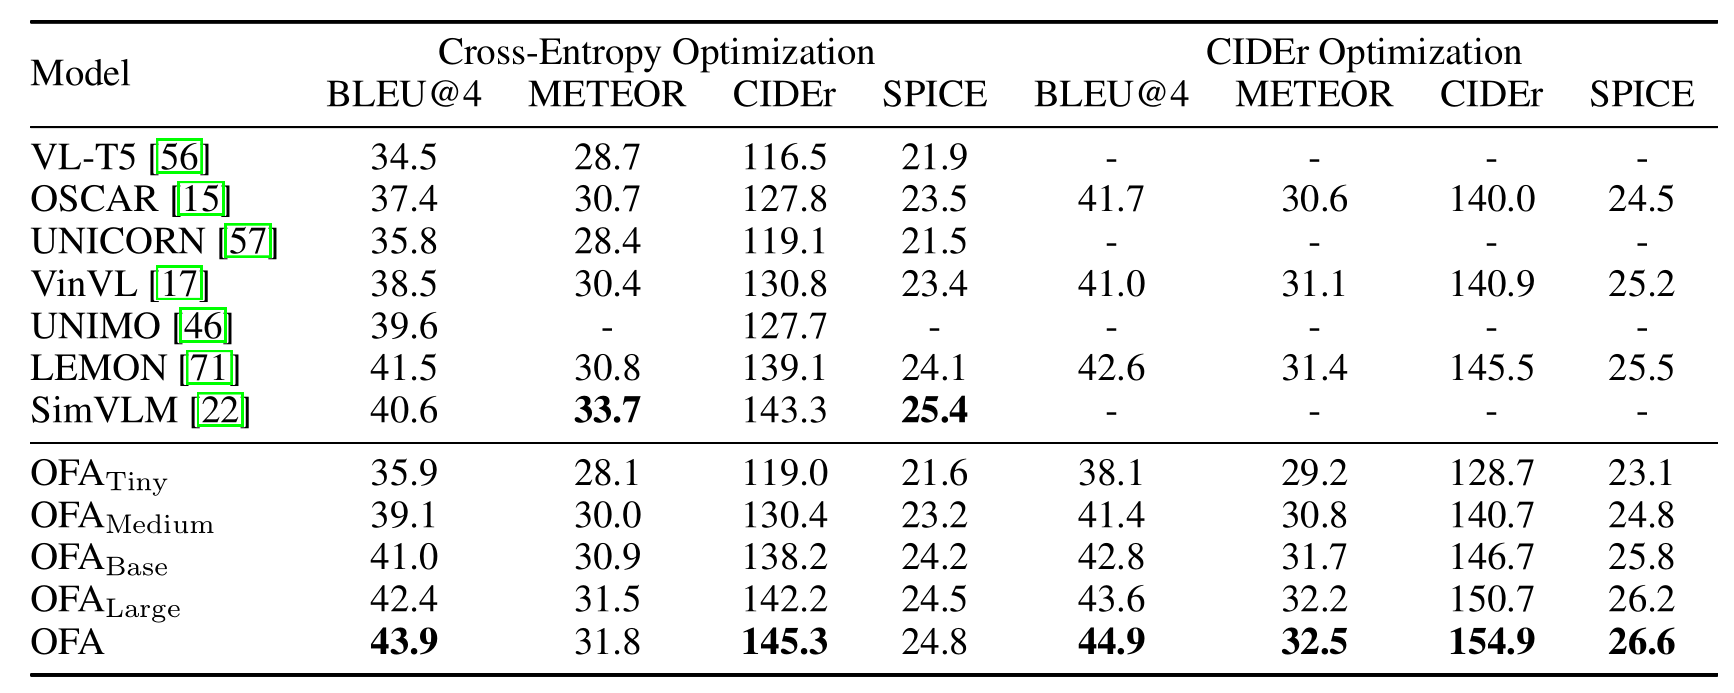 Model Cross-Entropy Optimization CIDEr Optimization
BLEU@4 METEOR CIDEr SPICE BLEU@4 METEOR CIDEr SPICE
VL-T5 [56] 34.5 28.7 116.5 21.9 - - - -
OSCAR [15] 37.4 30.7 127.8 23.5 41.7 30.6 140.0 24.5
UNICORN [57] 35.8 28.4 119.1 21.5 - - - -
VinVL [17] 38.5 30.4 130.8 23.4 41.0 31.1 140.9 25.2
UNIMO [46] 39.6 - 127.7 - - - - -
LEMON [71] 41.5 30.8 139.1 24.1 42.6 31.4 145.5 25.5
SimVLM [22] 40.6 33.7 143.3 25.4 - - - -
OFA Tiny 35.9 28.1 119.0 21.6 38.1 29.2 128.7 23.1
OFA Medium 39.1 30.0 130.4 23.2 41.4 30.8 140.7 24.8
OFA Base 41.0 30.9 138.2 24.2 42.8 31.7 146.7 25.8
OFA Large 42.4 31.5 142.2 24.5 43.6 32.2 150.7 26.2
OFA 43.9 31.8 145.3 24.8 44.9 32.5 154.9 26.6